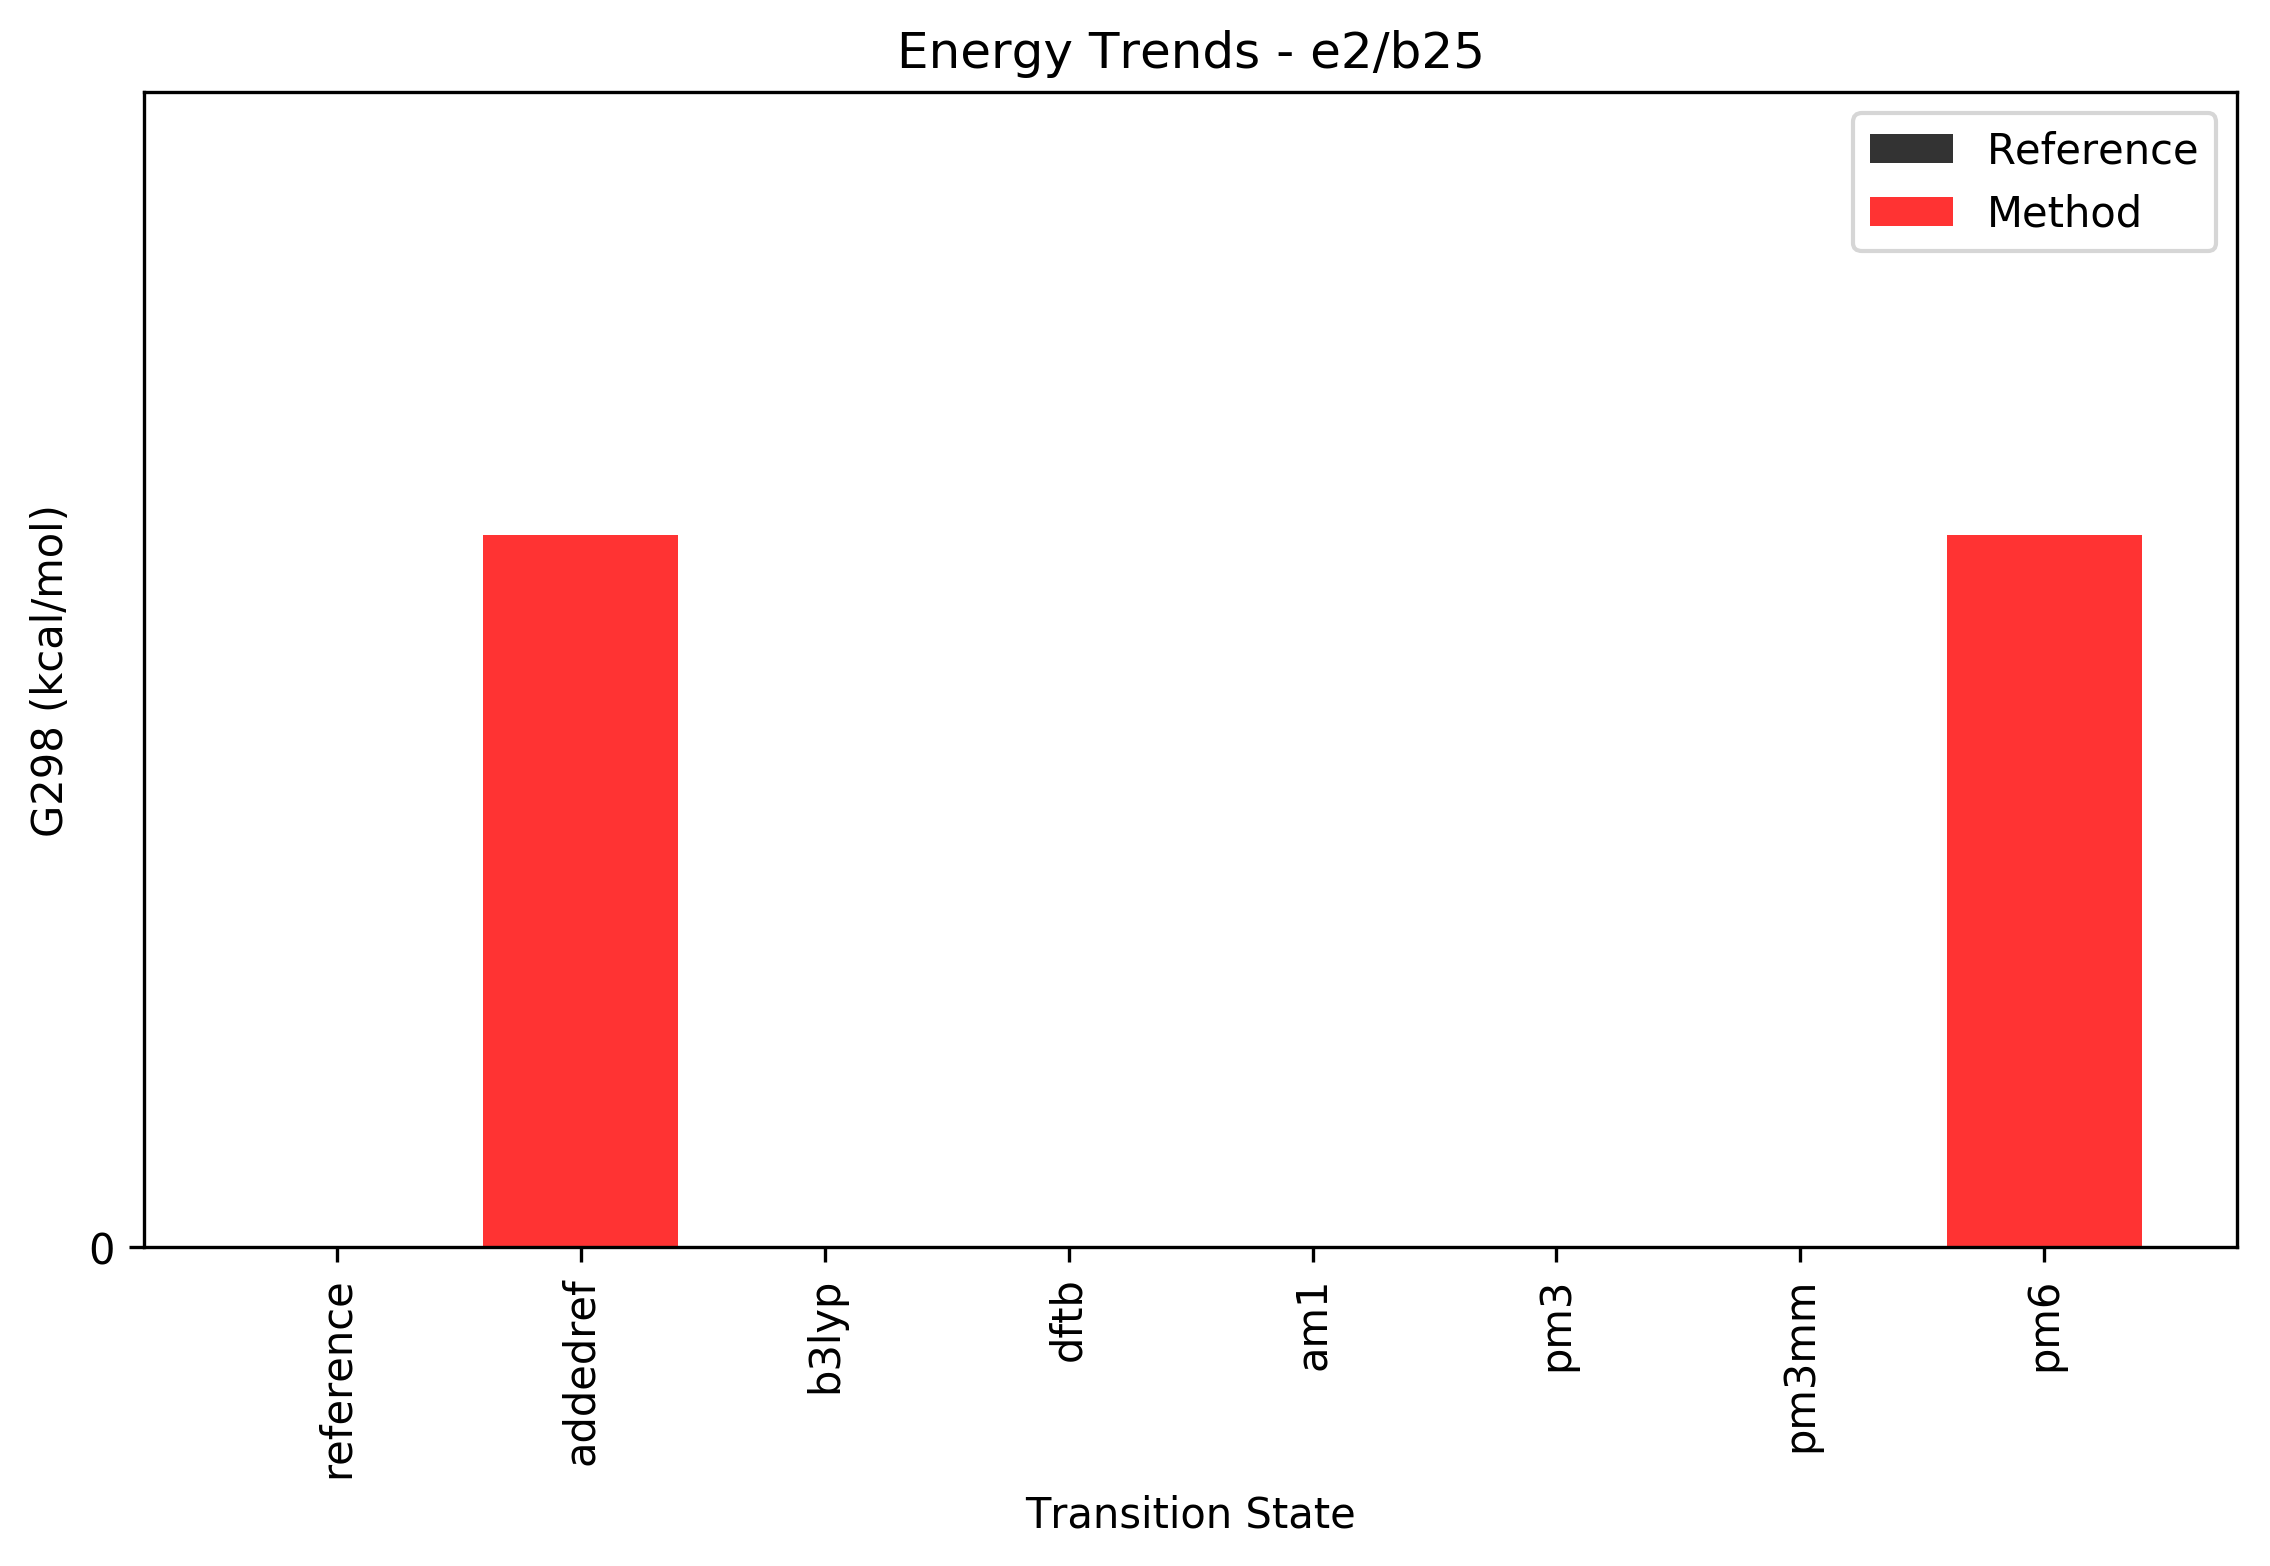 Energy Trends - e2/b25
Reference
Method
G298 (kcal/mol)
0
reference
addedref
b3lyp
dftb
am1
pm3
pm3mm
pm6
Transition State